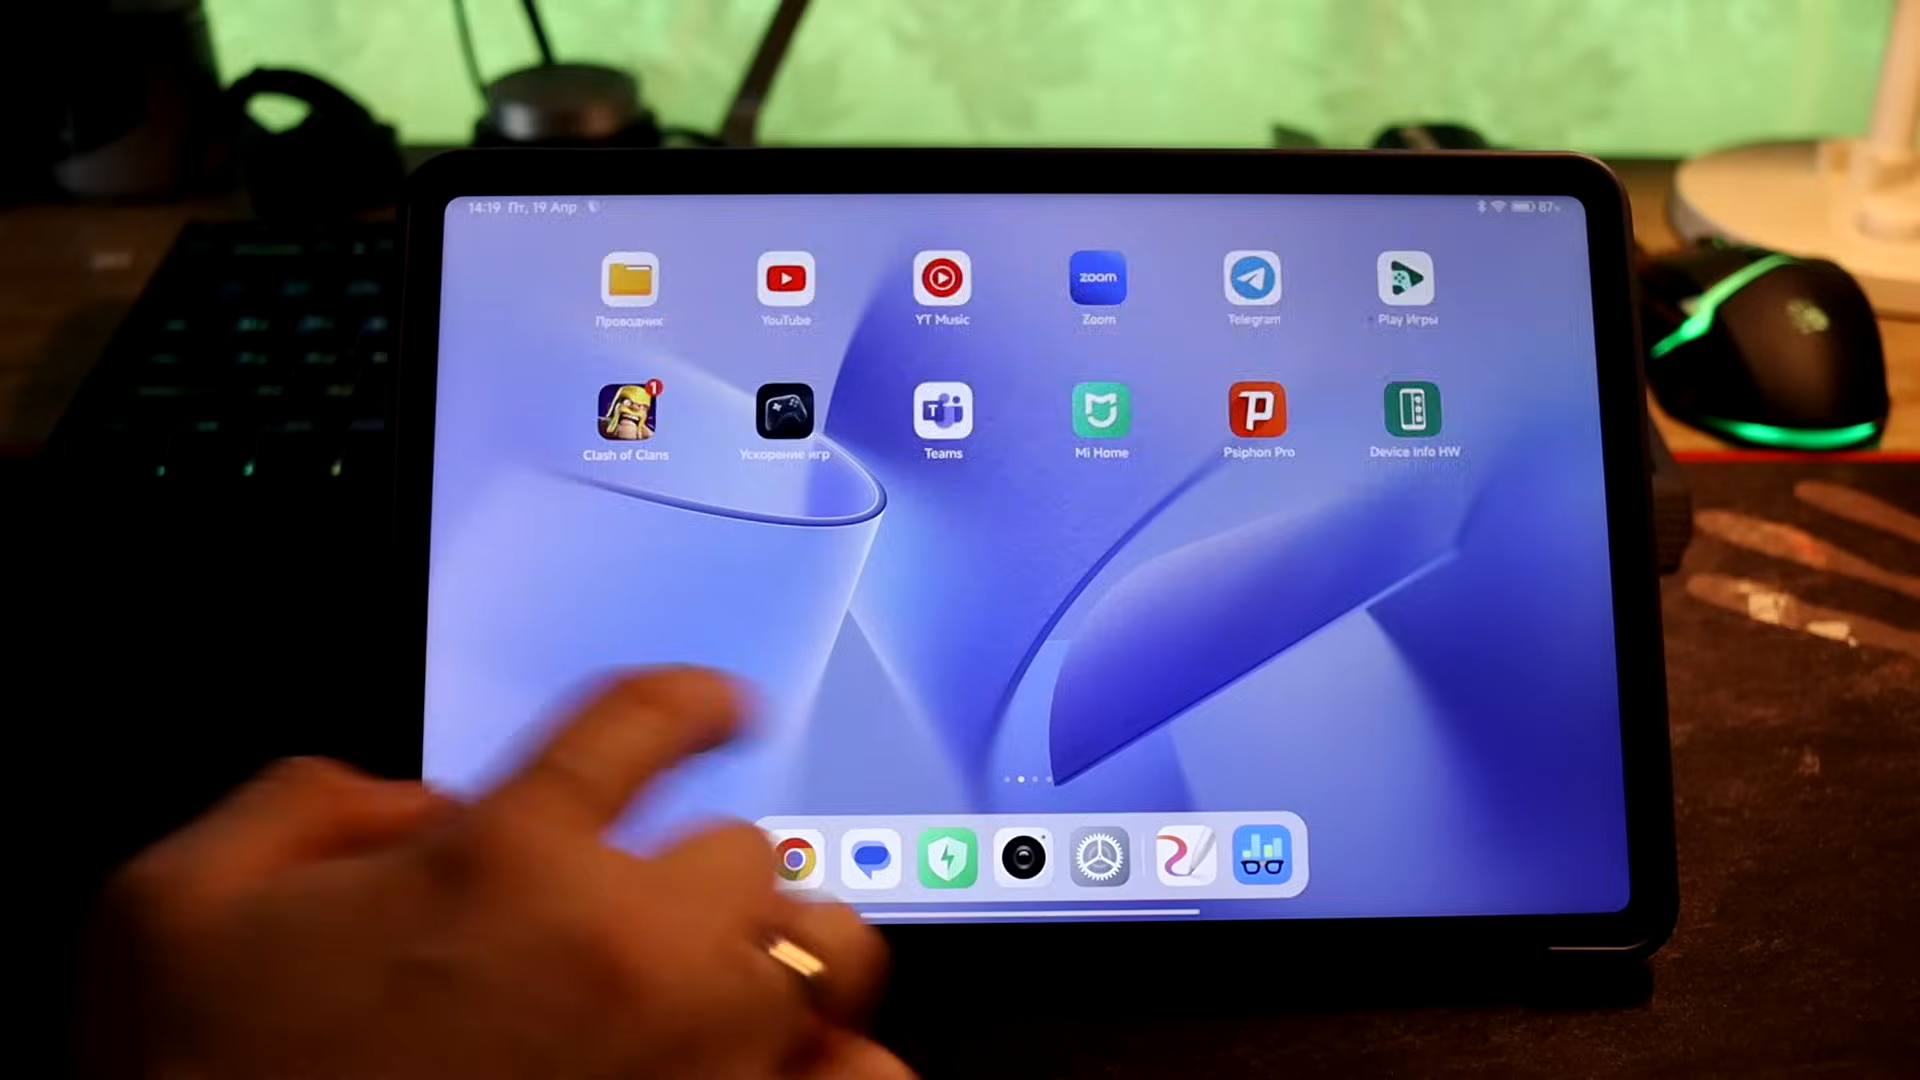 14:19 Пт, 19 Апр
87%
Проводник
YouTube
YT Music
zoom
Zoom
Telegram
Play Игры
1
Clash of Clans
Ускорение игр
T
Teams
Mi Home
P
Psiphon Pro
Device Info HW